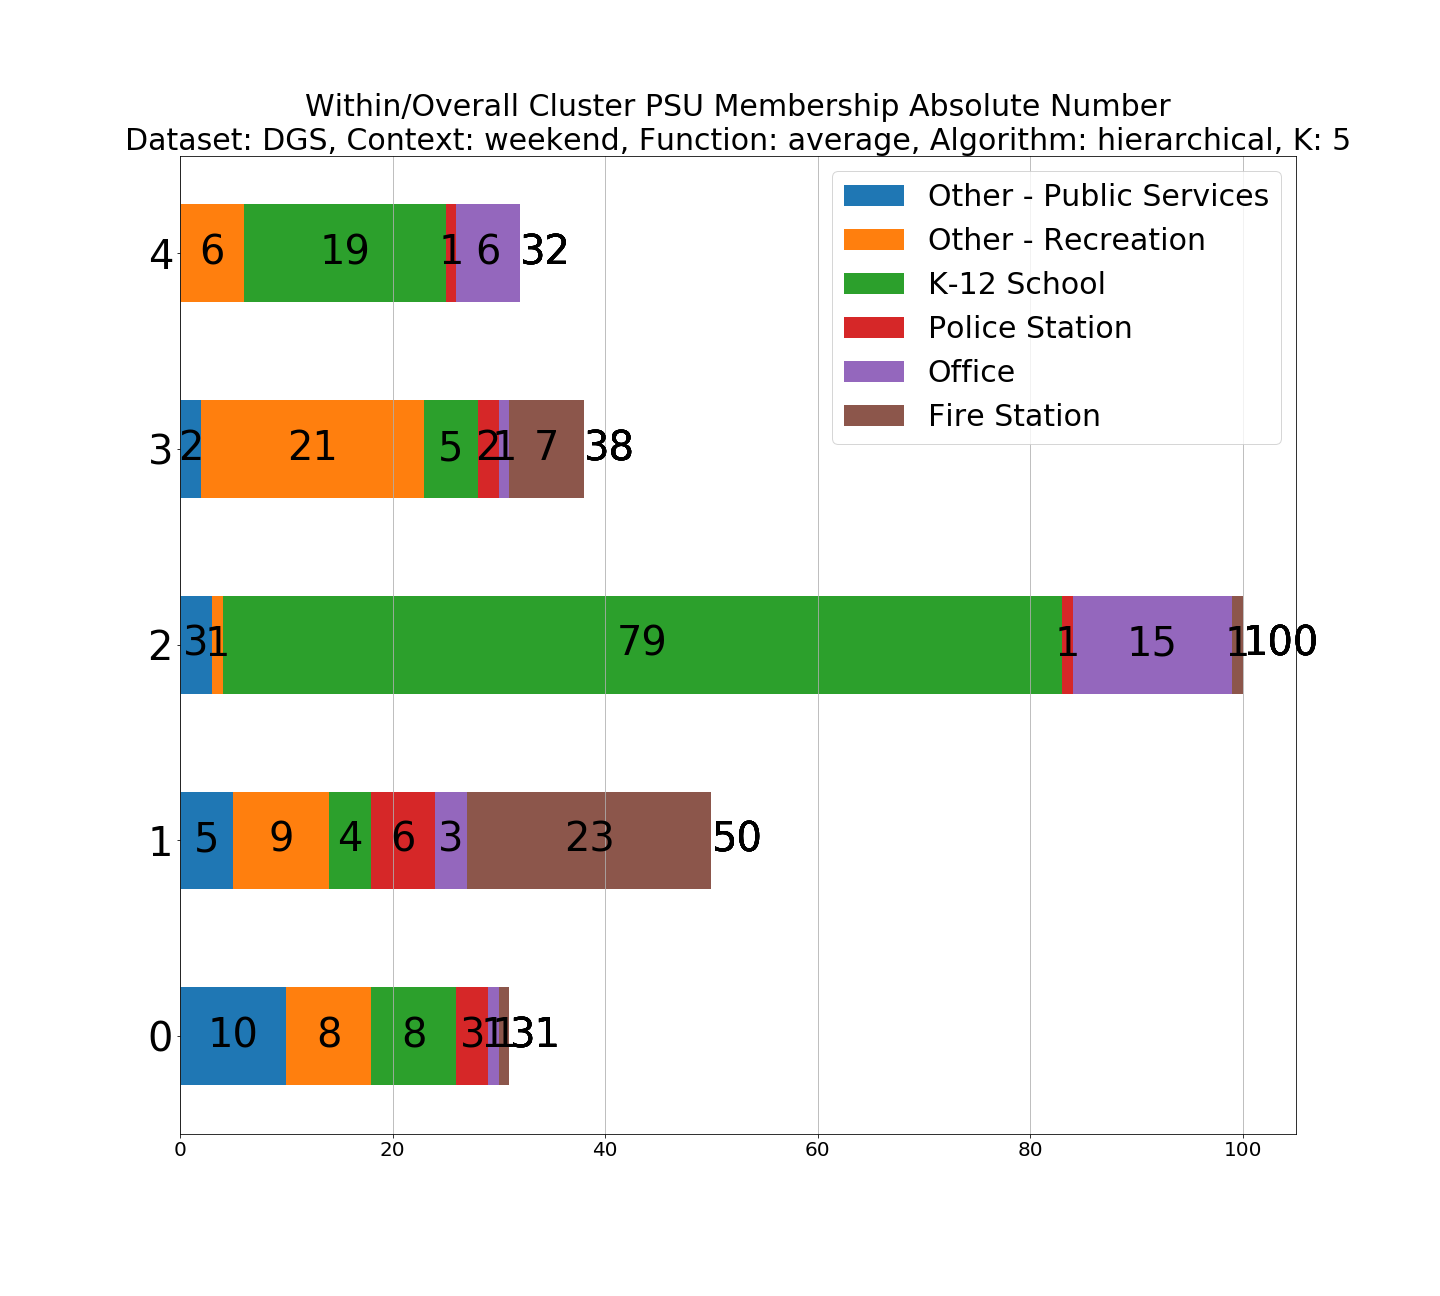 Within/Overall Cluster PSU Membership Absolute Number
Dataset: DGS, Context: weekend, Function: average, Algorithm: hierarchical, K: 5
Other - Public Services
Other - Recreation
K-12 School
Police Station
Office
Fire Station
4 6 19 1 6 32
3 2 21 5 2 1 7 38
2 3 1 79 1 15 1 100
1 5 9 4 6 3 23 50
0 10 8 8 3 1 1 31
0 20 40 60 80 100